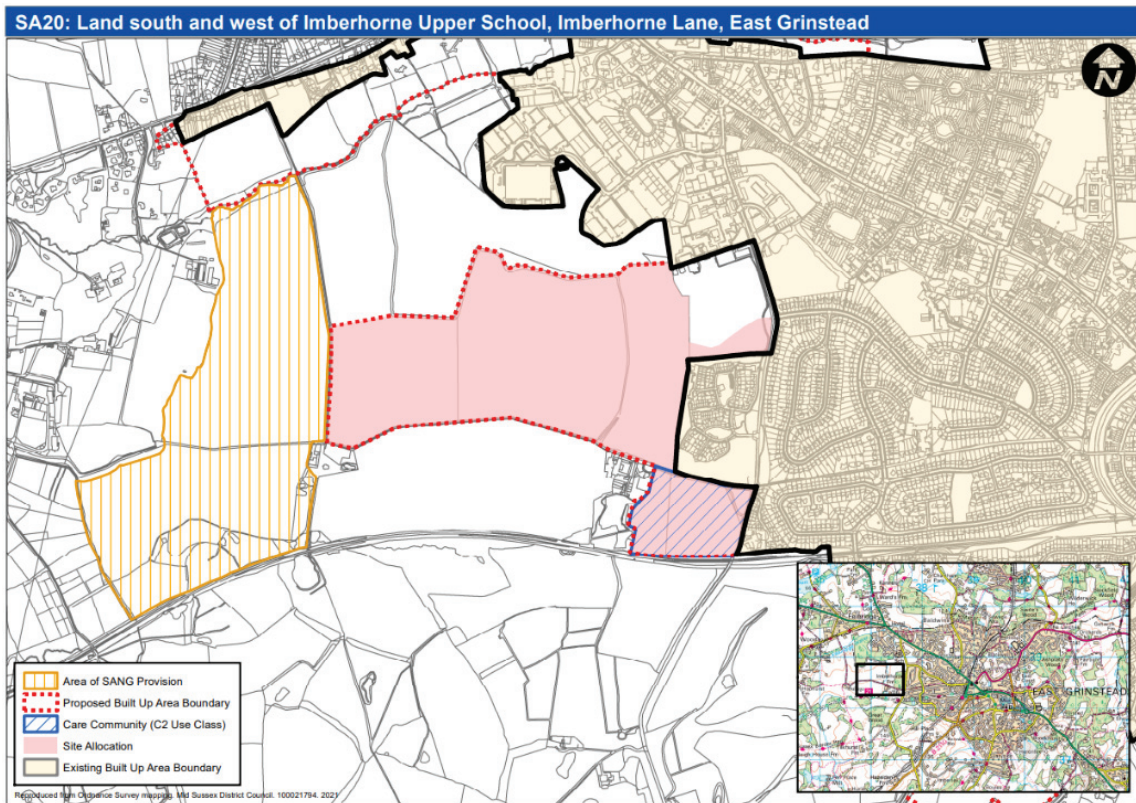 SA20: Land south and west of Imberhorne Upper School, Imberhorne Lane, East Grinstead
N
Area of SANG Provision
Proposed Built Up Area Boundary
Care Community (C2 Use Class)
Site Allocation
Existing Built Up Area Boundary
EAST GRINSTEAD
Reproduced from Ordnance Survey mapping. Mid Sussex District Council. 100021794. 2021